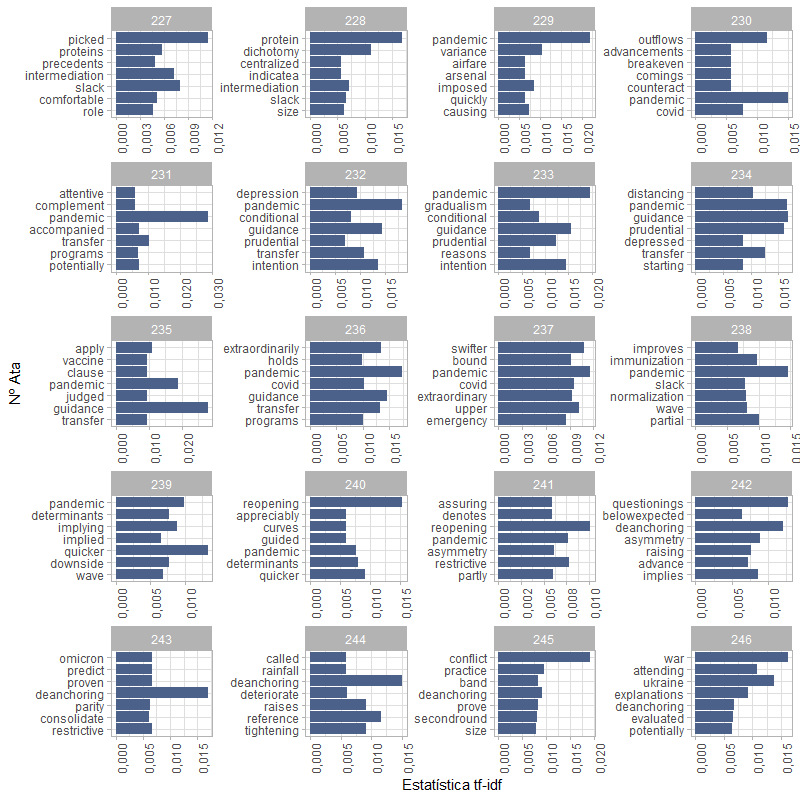 227
picked
proteins
precedents
intermediation
slack
comfortable
role
0,000
0,003
0,006
0,009
0,012
228
protein
dichotomy
centralized
indicatea
intermediation
slack
size
0,000
0,005
0,010
0,015
229
pandemic
variance
airfare
arsenal
imposed
quickly
causing
0,000
0,005
0,010
0,015
0,020
230
outflows
advancements
breakeven
comings
counteract
pandemic
covid
0,000
0,005
0,010
0,015
231
attentive
complement
pandemic
accompanied
transfer
programs
potentially
0,000
0,010
0,020
0,030
232
depression
pandemic
conditional
guidance
prudential
transfer
intention
0,000
0,005
0,010
0,015
233
pandemic
gradualism
conditional
guidance
prudential
reasons
intention
0,000
0,005
0,010
0,015
0,020
234
distancing
pandemic
guidance
prudential
depressed
transfer
starting
0,000
0,005
0,010
0,015
235
apply
vaccine
clause
pandemic
judged
guidance
transfer
0,000
0,010
0,020
236
extraordinarily
holds
pandemic
covid
guidance
transfer
programs
0,000
0,005
0,010
0,015
237
swifter
bound
pandemic
covid
extraordinary
upper
emergency
0,000
0,003
0,006
0,009
0,012
238
improves
immunization
pandemic
slack
normalization
wave
partial
0,000
0,005
0,010
0,015
239
pandemic
determinants
implying
implied
quicker
downside
wave
0,000
0,005
0,010
240
reopening
appreciably
curves
guided
pandemic
determinants
quicker
0,000
0,005
0,010
0,015
241
assuring
denotes
reopening
pandemic
asymmetry
restrictive
partly
0,000
0,002
0,005
0,008
0,010
242
questionings
belowexpected
deanchoring
asymmetry
raising
advance
implies
0,000
0,005
0,010
243
omicron
predict
proven
deanchoring
parity
consolidate
restrictive
0,000
0,005
0,010
0,015
244
called
rainfall
deanchoring
deteriorate
raises
reference
tightening
0,000
0,005
0,010
0,015
245
conflict
practice
band
deanchoring
prove
secondround
size
0,000
0,005
0,010
0,015
0,020
246
war
attending
ukraine
explanations
deanchoring
evaluated
potentially
0,000
0,005
0,010
0,015
Nº Ata
Estatística tf-idf